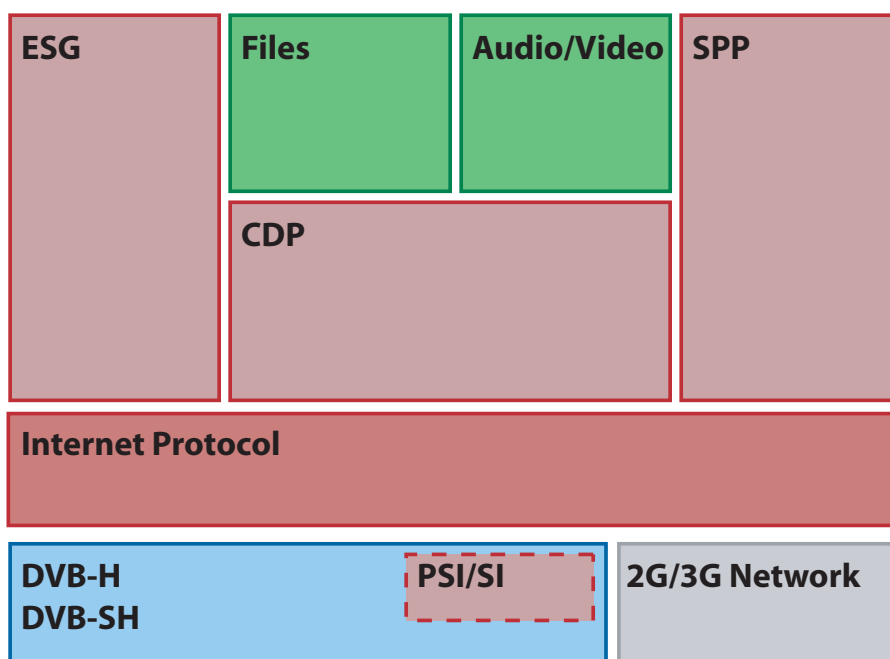 ESG
Files
Audio/Video
SPP
CDP
Internet Protocol
DVB-H
DVB-SH
PSI/SI
2G/3G Network